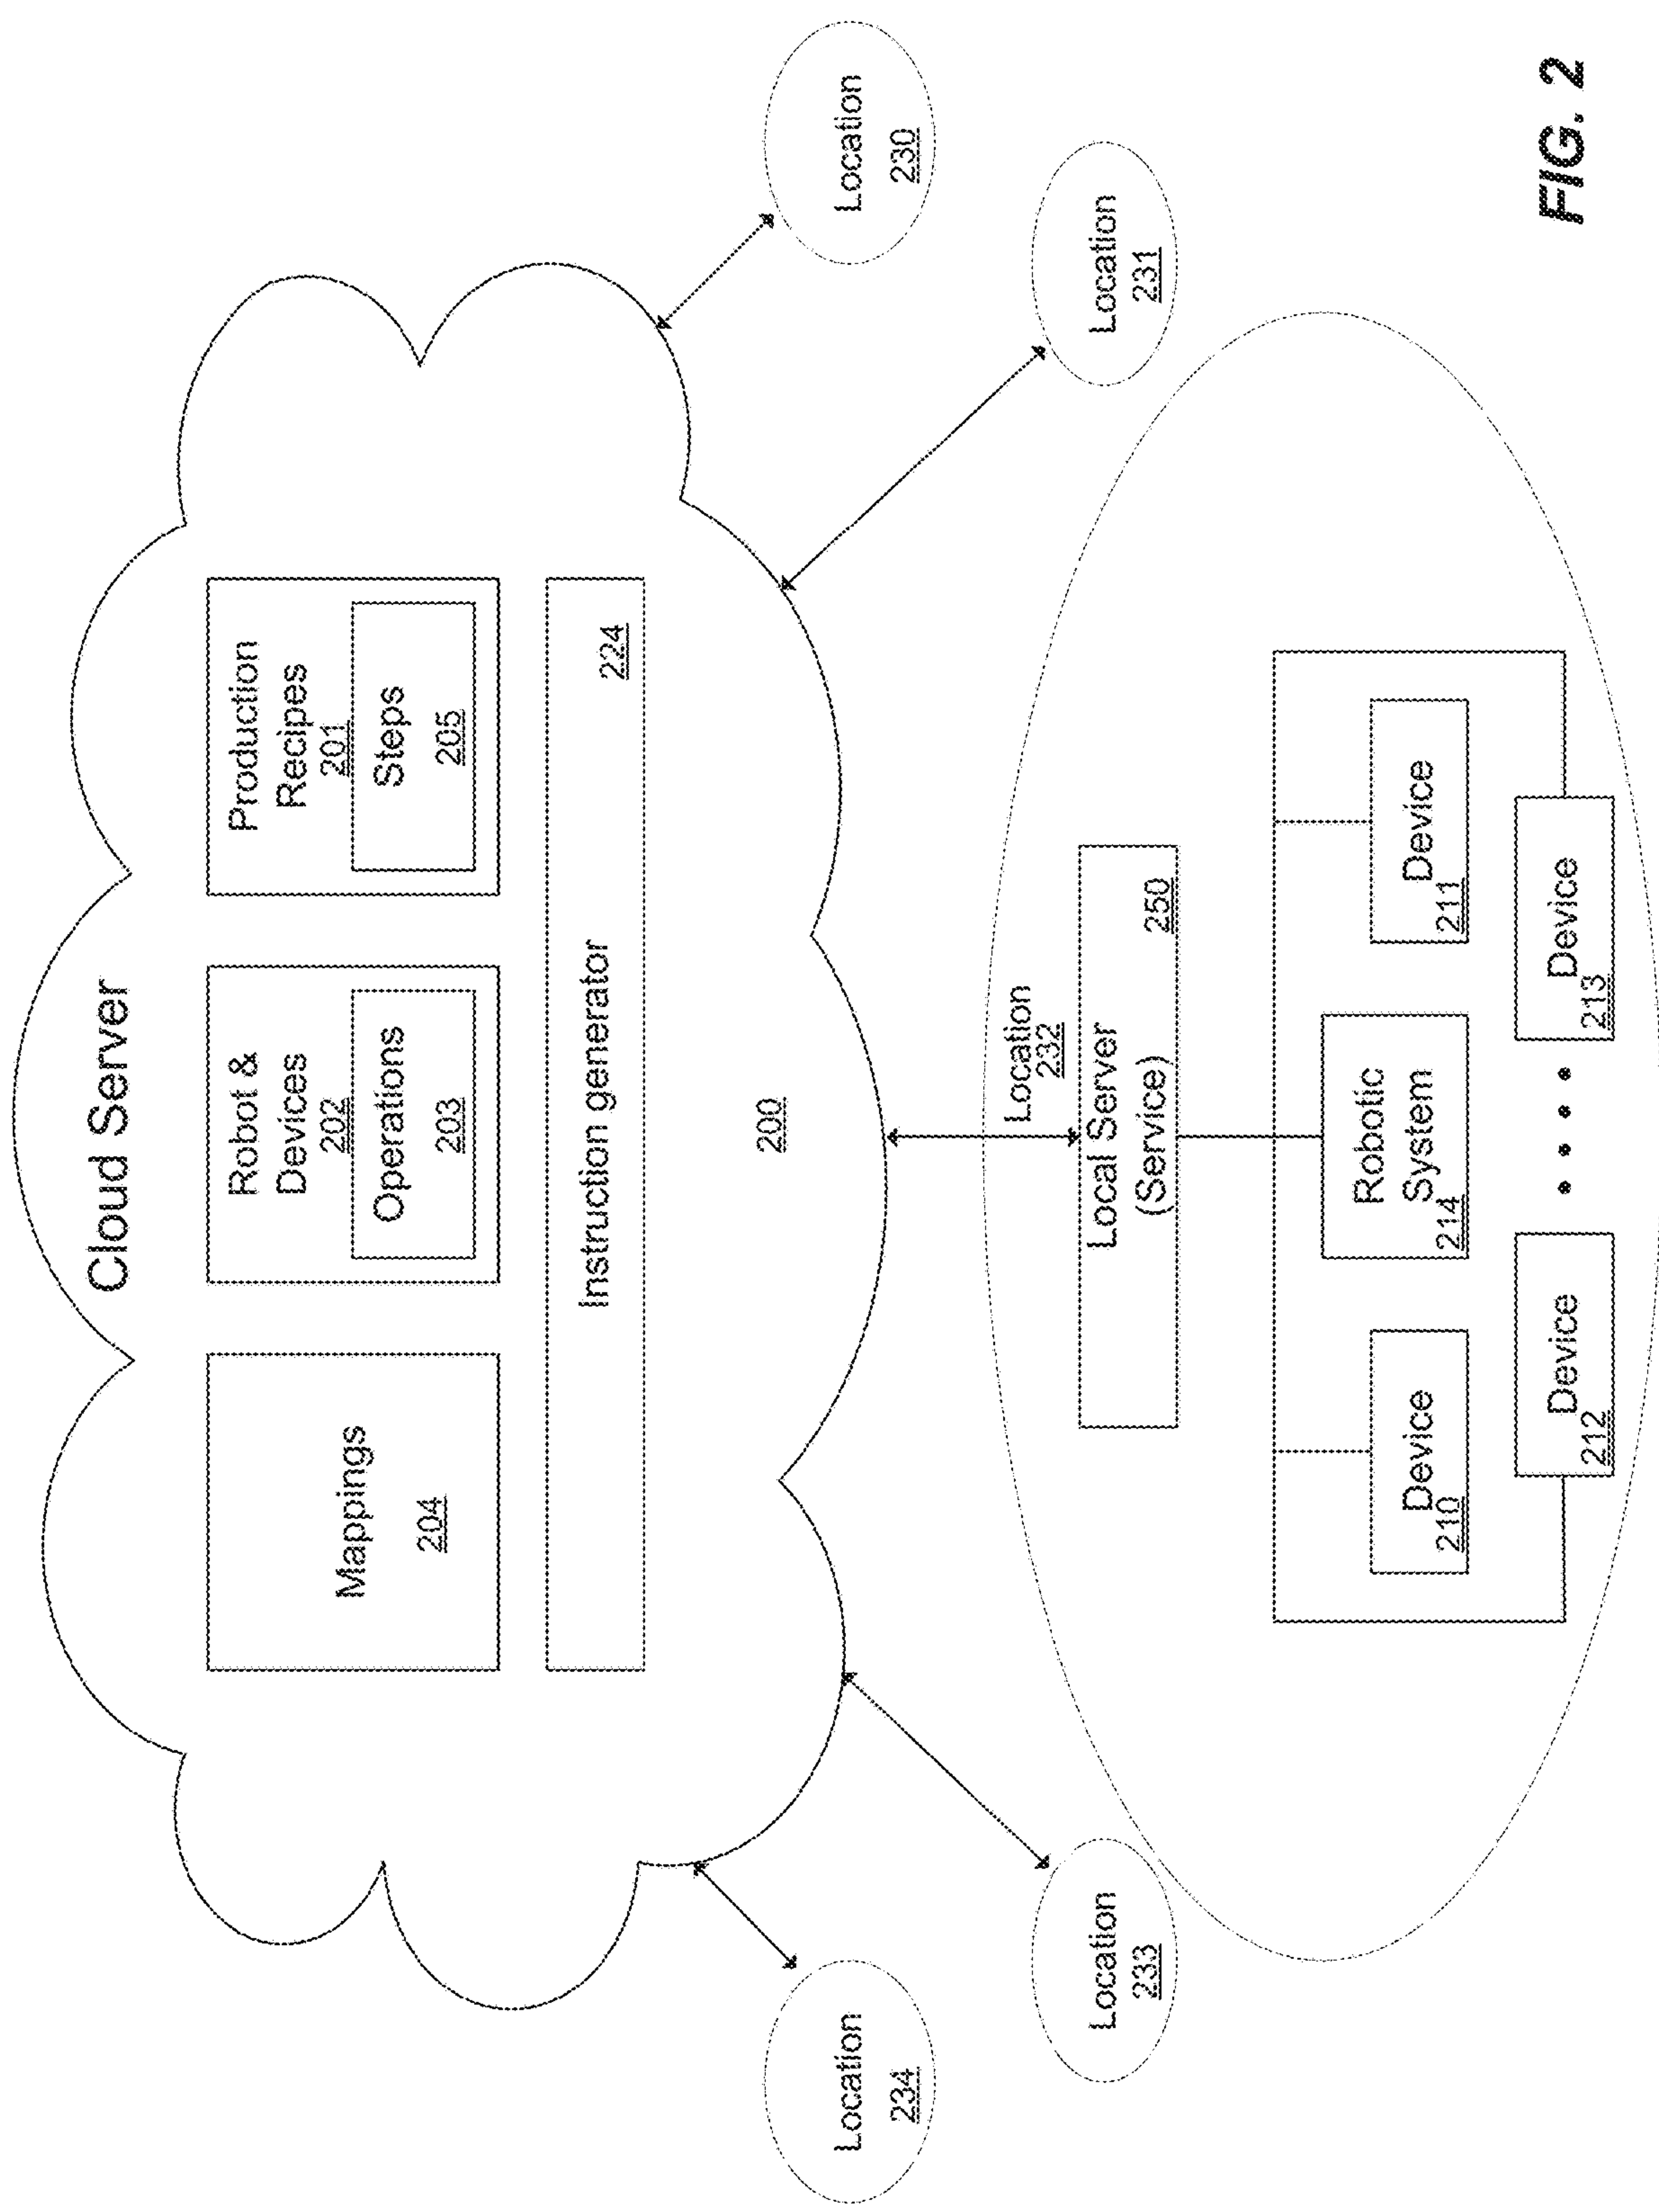 Cloud Server
Mappings
204
Robot &
Devices
202
Operations
203
Production
Recipes
201
Steps
205
Instruction generator
224
200
Location
234
Location
230
Location
233
Location
231
Location
232
Local Server
(Service)
250
Device
210
Robotic
System
214
Device
211
Device
212
Device
213
FIG. 2